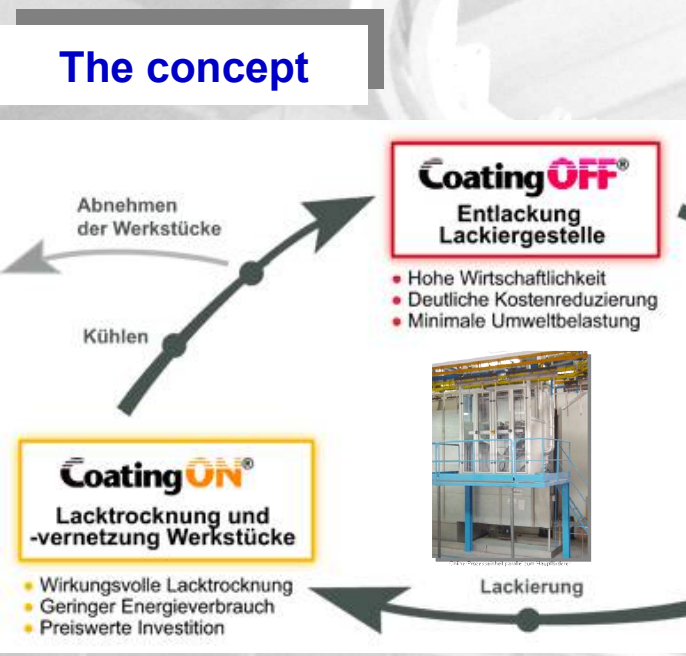 The concept
CoatingOFF®
Entlackung
Lackiergestelle
• Hohe Wirtschaftlichkeit
• Deutliche Kostenreduzierung
• Minimale Umweltbelastung
Abnehmen
der Werkstücke
Kühlen
CoatingON®
Lacktrocknung und
-vernetzung Werkstücke
• Wirkungsvolle Lacktrocknung
• Geringer Energieverbrauch
• Preiswerte Investition
Lackierung